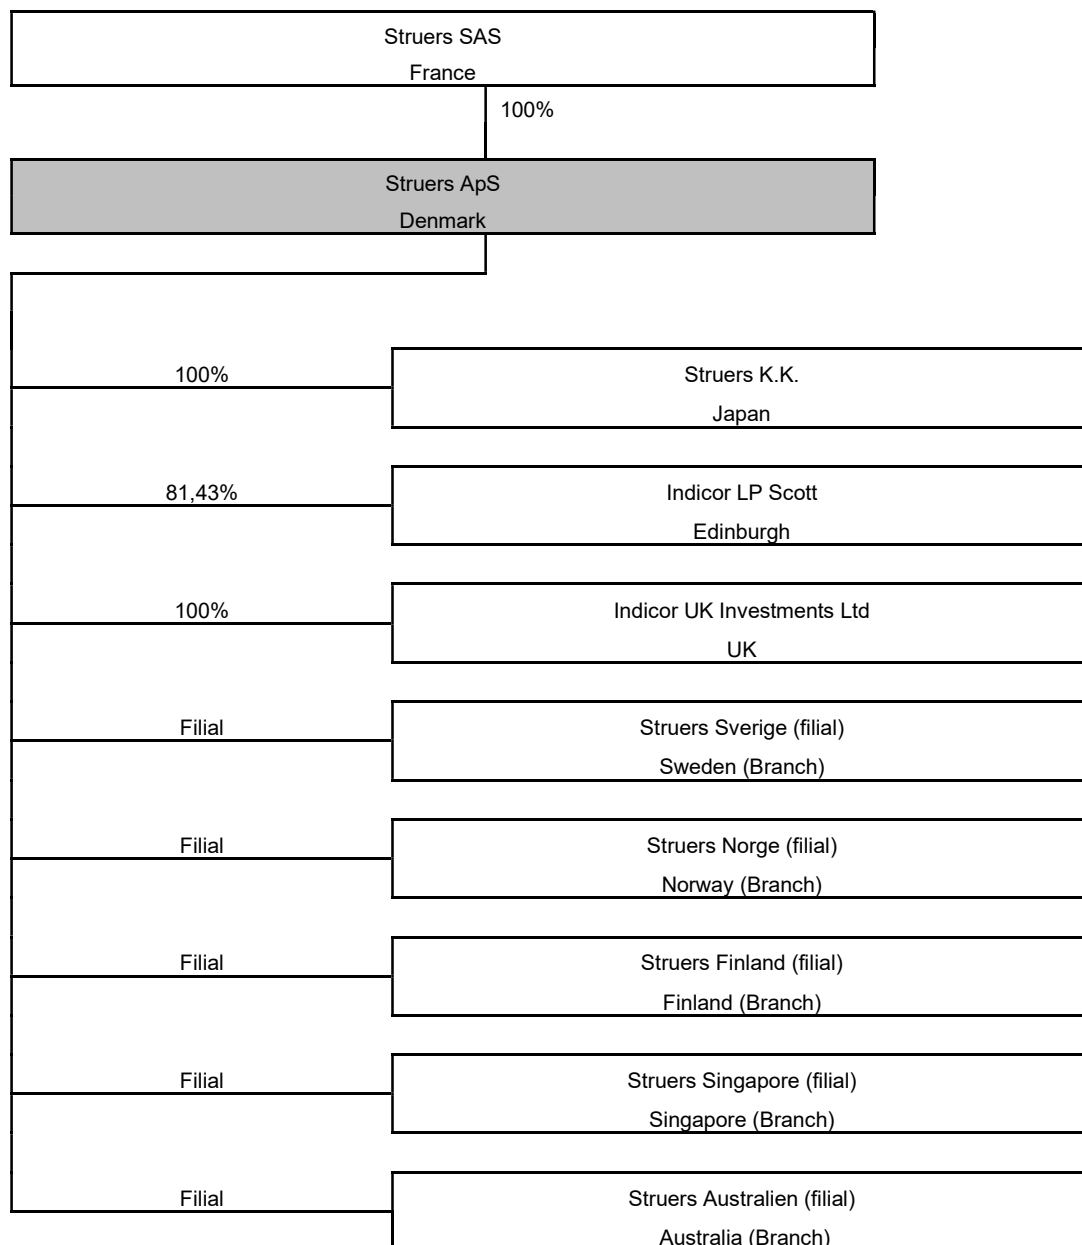 Struers SAS
France
100%
Struers ApS
Denmark
100%
Struers K.K.
Japan
81,43%
Indicor LP Scott
Edinburgh
100%
Indicor UK Investments Ltd
UK
Filial
Struers Sverige (filial)
Sweden (Branch)
Filial
Struers Norge (filial)
Norway (Branch)
Filial
Struers Finland (filial)
Finland (Branch)
Filial
Struers Singapore (filial)
Singapore (Branch)
Filial
Struers Australien (filial)
Australia (Branch)